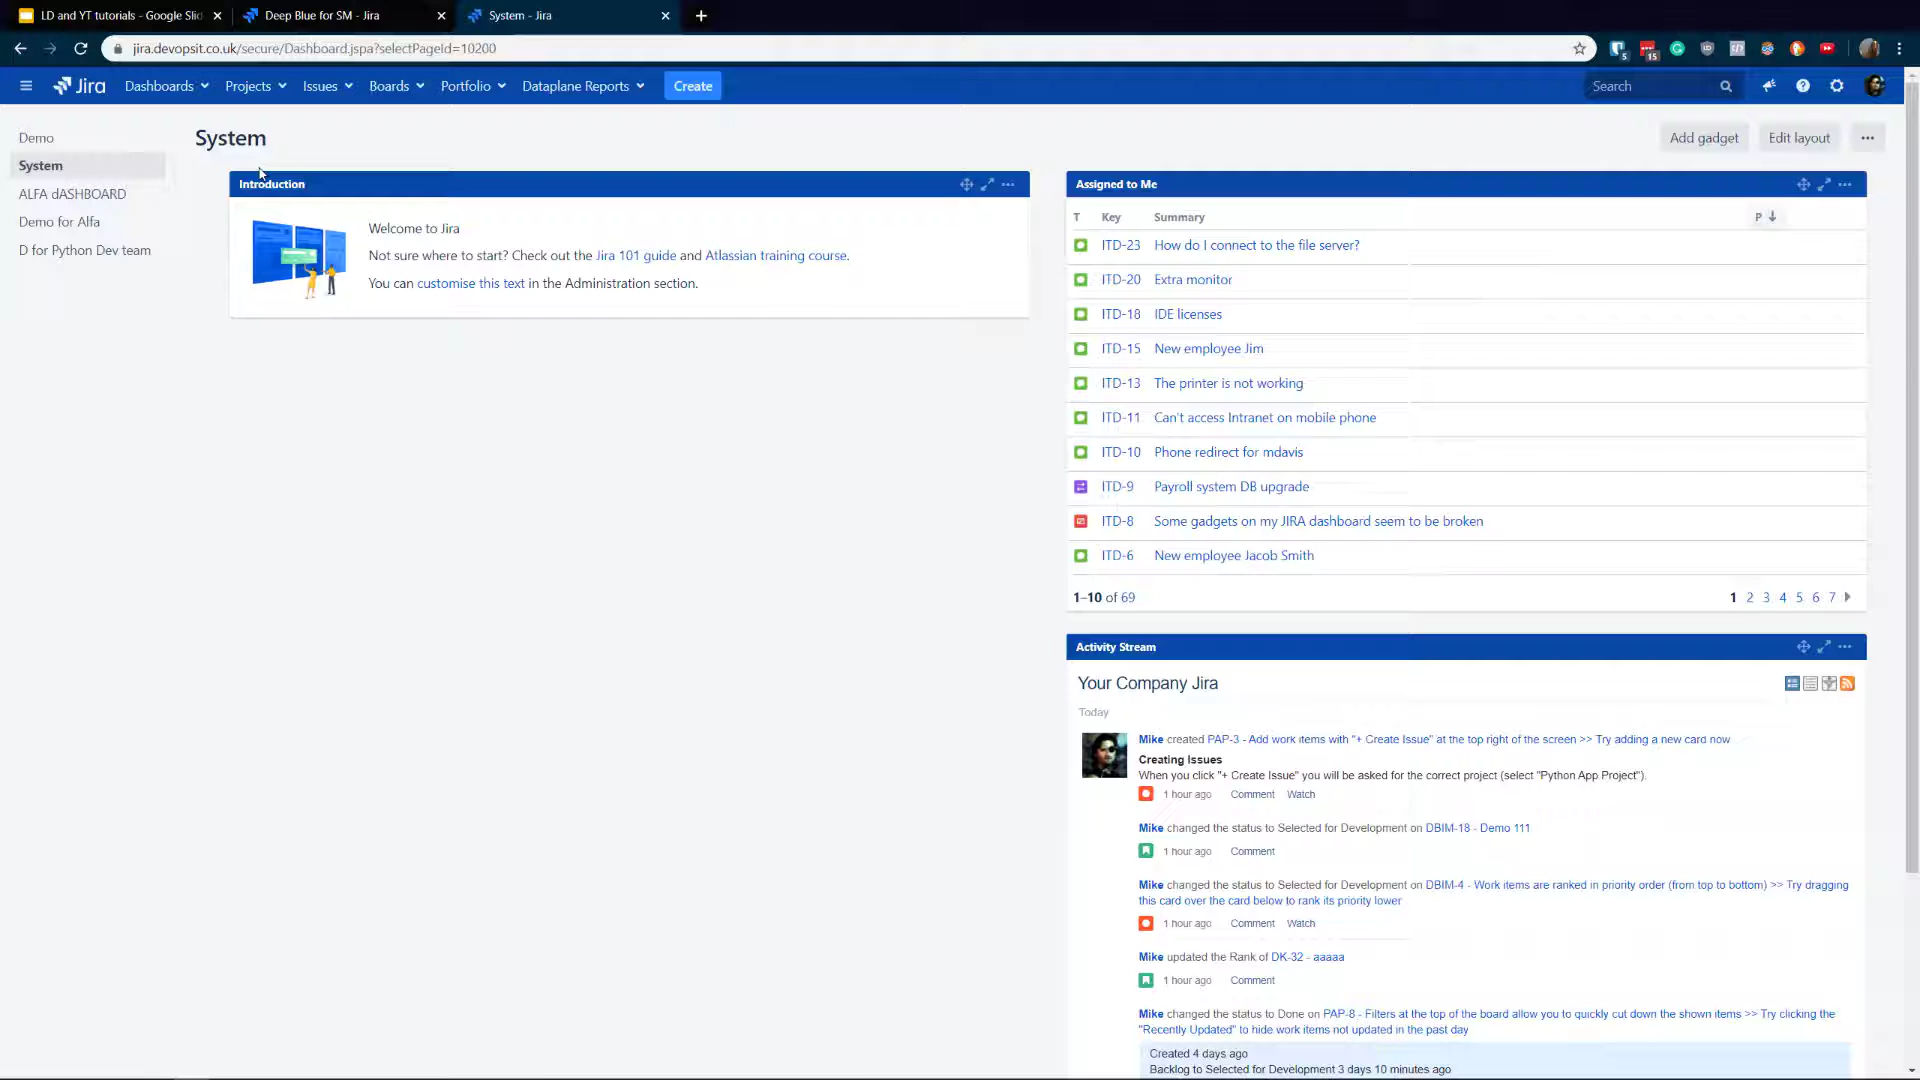 LD and YT tutorials - Google Slid
Deep Blue for SM - Jira
System - Jira
jira.devopsit.co.uk/secure/Dashboard.jspa?selectPageId=10200
5
15
Jira
Dashboards
Projects
Issues
Boards
Portfolio
Dataplane Reports
Create
Search
Demo
System
ALFA dASHBOARD
Demo for Alfa
D for Python Dev team
System
Add gadget
Edit layout
Introduction
Welcome to Jira
Not sure where to start? Check out the Jira 101 guide and Atlassian training course.
You can customise this text in the Administration section.
Assigned to Me
T Key Summary P
ITD-23 How do I connect to the file server?
ITD-20 Extra monitor
ITD-18 IDE licenses
ITD-15 New employee Jim
ITD-13 The printer is not working
ITD-11 Can't access Intranet on mobile phone
ITD-10 Phone redirect for mdavis
ITD-9 Payroll system DB upgrade
ITD-8 Some gadgets on my JIRA dashboard seem to be broken
ITD-6 New employee Jacob Smith
1–10 of 69
1 2 3 4 5 6 7
Activity Stream
Your Company Jira
Today
Mike created PAP-3 - Add work items with "+ Create Issue" at the top right of the screen >> Try adding a new card now
Creating Issues
When you click "+ Create Issue" you will be asked for the correct project (select "Python App Project").
1 hour ago Comment Watch
Mike changed the status to Selected for Development on DBIM-18 - Demo 111
1 hour ago Comment
Mike changed the status to Selected for Development on DBIM-4 - Work items are ranked in priority order (from top to bottom) >> Try dragging
this card over the card below to rank its priority lower
1 hour ago Comment Watch
Mike updated the Rank of DK-32 - aaaaa
1 hour ago Comment
Mike changed the status to Done on PAP-8 - Filters at the top of the board allow you to quickly cut down the shown items >> Try clicking the
"Recently Updated" to hide work items not updated in the past day
Created 4 days ago
Backlog to Selected for Development 3 days 10 minutes ago